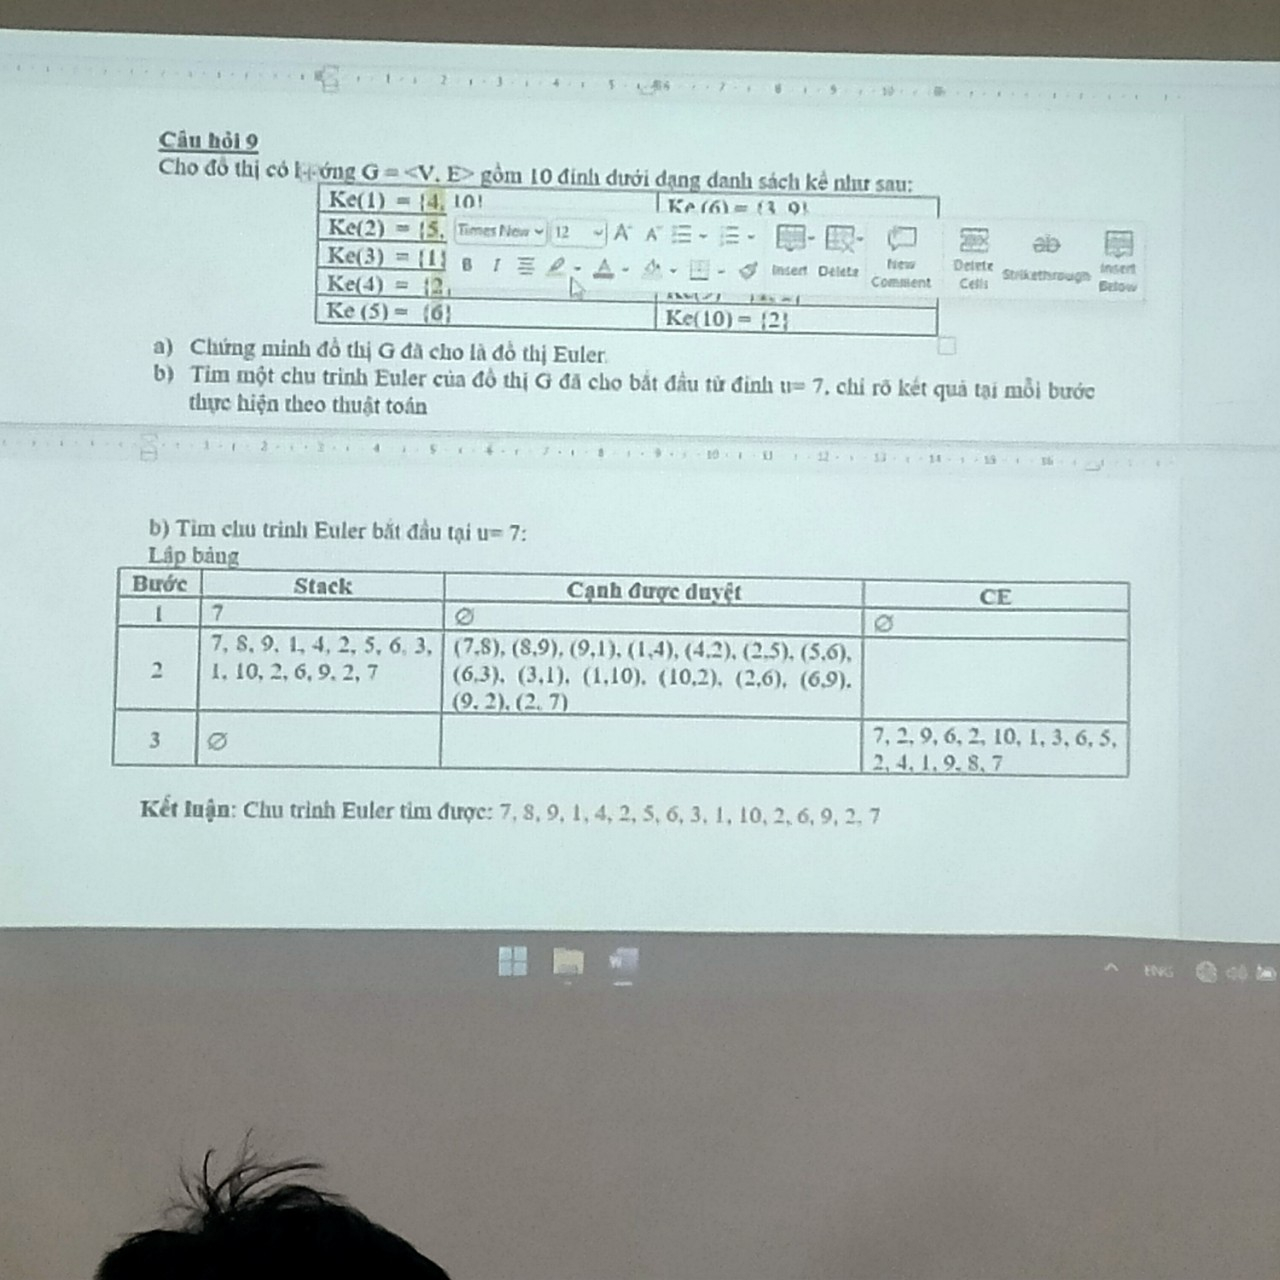 Câu hỏi 9
Cho đồ thị có hướng G = <V, E> gồm 10 đỉnh dưới dạng danh sách kề như sau:
Ke(1) = {4, 10}
Ke(6) = {3, 9}
Ke(2) = {5,
Times New 12
Ke(3) = {1}
B I
Insert Delete New Comment Delete Cells Strikethrough Insert Below
Ke(4) = {2,
Ke (5) = {6} Ke(10) = {2}
a) Chứng minh đồ thị G đã cho là đồ thị Euler.
b) Tìm một chu trình Euler của đồ thị G đã cho bắt đầu từ đỉnh u= 7, chỉ rõ kết quả tại mỗi bước
thực hiện theo thuật toán
b) Tìm chu trình Euler bắt đầu tại u= 7:
Lập bảng
Bước Stack Cạnh được duyệt CE
1 7 ∅ ∅
7, 8, 9, 1, 4, 2, 5, 6, 3, (7,8), (8,9), (9,1), (1,4), (4,2), (2,5), (5,6),
2 1, 10, 2, 6, 9, 2, 7 (6,3), (3,1), (1,10), (10,2), (2,6), (6,9),
(9, 2), (2, 7)
3 ∅ 7, 2, 9, 6, 2, 10, 1, 3, 6, 5,
2, 4, 1, 9, 8, 7
Kết luận: Chu trình Euler tìm được: 7, 8, 9, 1, 4, 2, 5, 6, 3, 1, 10, 2, 6, 9, 2, 7
ENG